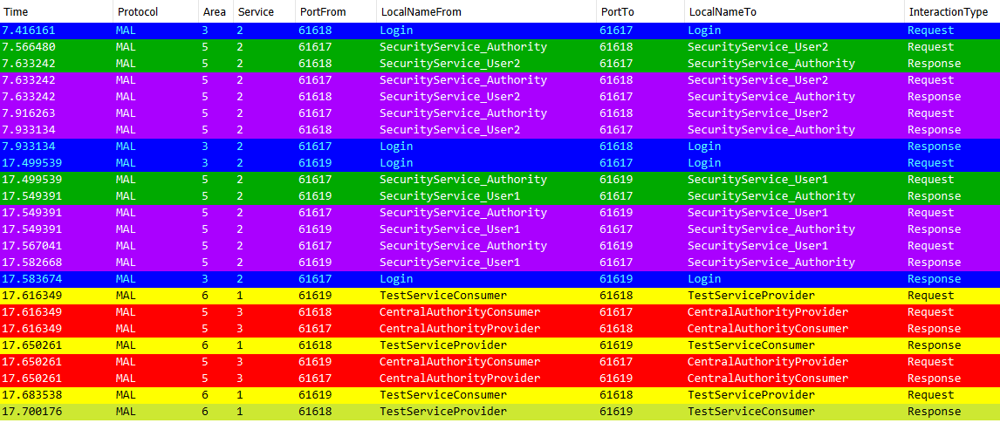 Time Protocol Area Service PortFrom LocalNameFrom PortTo LocalNameTo InteractionType
7.416161 MAL 3 2 61618 Login 61617 Login Request
7.566480 MAL 5 2 61617 SecurityService_Authority 61618 SecurityService_User2 Request
7.633242 MAL 5 2 61618 SecurityService_User2 61617 SecurityService_Authority Response
7.633242 MAL 5 2 61617 SecurityService_Authority 61618 SecurityService_User2 Request
7.633242 MAL 5 2 61618 SecurityService_User2 61617 SecurityService_Authority Response
7.916263 MAL 5 2 61617 SecurityService_Authority 61618 SecurityService_User2 Request
7.933134 MAL 5 2 61618 SecurityService_User2 61617 SecurityService_Authority Response
7.933134 MAL 3 2 61617 Login 61618 Login Response
17.499539 MAL 3 2 61619 Login 61617 Login Request
17.499539 MAL 5 2 61617 SecurityService_Authority 61619 SecurityService_User1 Request
17.549391 MAL 5 2 61619 SecurityService_User1 61617 SecurityService_Authority Response
17.549391 MAL 5 2 61617 SecurityService_Authority 61619 SecurityService_User1 Request
17.549391 MAL 5 2 61619 SecurityService_User1 61617 SecurityService_Authority Response
17.567041 MAL 5 2 61617 SecurityService_Authority 61619 SecurityService_User1 Request
17.582668 MAL 5 2 61619 SecurityService_User1 61617 SecurityService_Authority Response
17.583674 MAL 3 2 61617 Login 61619 Login Response
17.616349 MAL 6 1 61619 TestServiceConsumer 61618 TestServiceProvider Request
17.616349 MAL 5 3 61618 CentralAuthorityConsumer 61617 CentralAuthorityProvider Request
17.616349 MAL 5 3 61617 CentralAuthorityProvider 61618 CentralAuthorityConsumer Response
17.650261 MAL 6 1 61618 TestServiceProvider 61619 TestServiceConsumer Response
17.650261 MAL 5 3 61619 CentralAuthorityConsumer 61617 CentralAuthorityProvider Request
17.650261 MAL 5 3 61617 CentralAuthorityProvider 61619 CentralAuthorityConsumer Response
17.683538 MAL 6 1 61619 TestServiceConsumer 61618 TestServiceProvider Request
17.700176 MAL 6 1 61618 TestServiceProvider 61619 TestServiceConsumer Response